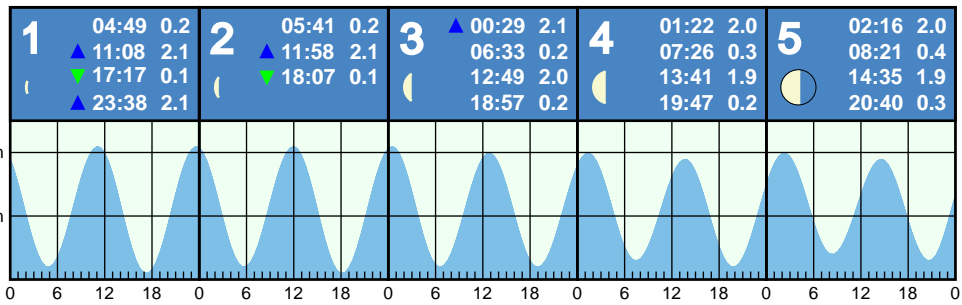 1
04:49 0.2
▲ 11:08 2.1
▼ 17:17 0.1
▲ 23:38 2.1
2
05:41 0.2
▲ 11:58 2.1
▼ 18:07 0.1
3
▲ 00:29 2.1
06:33 0.2
12:49 2.0
18:57 0.2
4
01:22 2.0
07:26 0.3
13:41 1.9
19:47 0.2
5
02:16 2.0
08:21 0.4
14:35 1.9
20:40 0.3
m
m
0 6 12 18 0 6 12 18 0 6 12 18 0 6 12 18 0 6 12 18 0